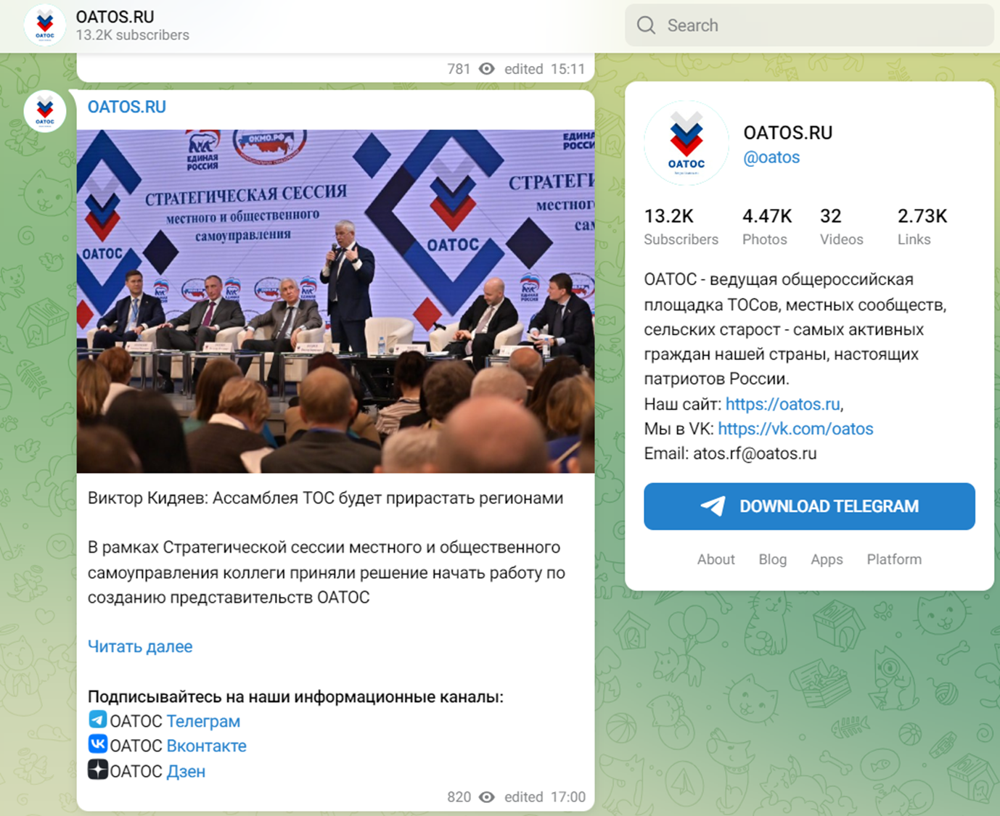 OATOS.RU
13.2K subscribers
Search
781 edited 15:11
OATOS.RU
ЕДИНАЯ
РОССИЯ
ОКМО.РФ
ЕДИНАЯ
РОССИ
СТРАТЕГИЧЕСКАЯ СЕССИЯ
местного и общественного
самоуправления
ОАТОС
ОАТОС
СТРАТЕГИ
местног
сам
Виктор Кидяев: Ассамблея ТОС будет прирастать регионами
В рамках Стратегической сессии местного и общественного
самоуправления коллеги приняли решение начать работу по
созданию представительств ОАТОС
Читать далее
Подписывайтесь на наши информационные каналы:
ОАТОС Телеграм
ОАТОС Вконтакте
ОАТОС Дзен
820 edited 17:00
ОАТОС
OATOS.RU
@oatos
13.2K 4.47K 32 2.73K
Subscribers Photos Videos Links
ОАТОС - ведущая общероссийская
площадка ТОСов, местных сообществ,
сельских старост - самых активных
граждан нашей страны, настоящих
патриотов России.
Наш сайт: https://oatos.ru,
Мы в VK: https://vk.com/oatos
Email: atos.rf@oatos.ru
DOWNLOAD TELEGRAM
About Blog Apps Platform